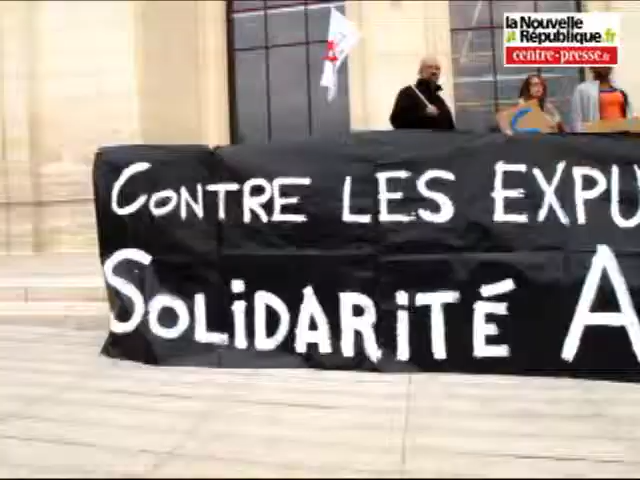 la Nouvelle
République.fr
centre-presse.fr
CONTRE LES EXPU
SOLIDARITÉ A